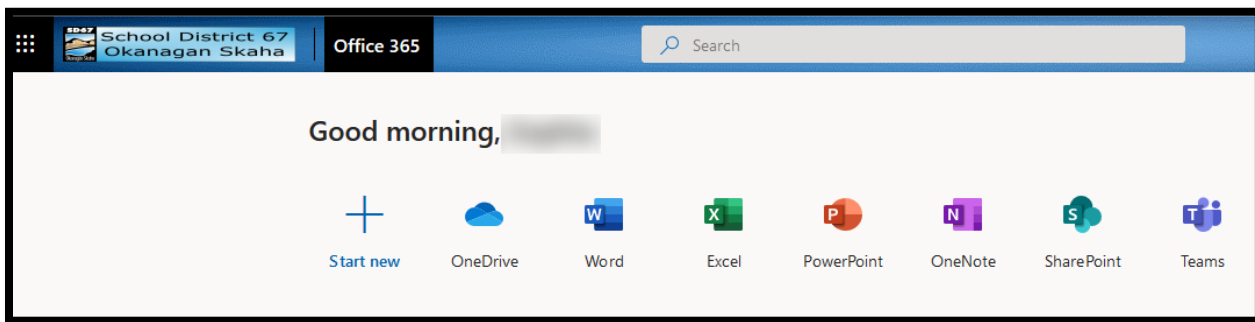 SD67
School District 67
Okanagan Skaha
Office 365
Search
Good morning,
Start new
OneDrive
Word
Excel
PowerPoint
OneNote
SharePoint
Teams